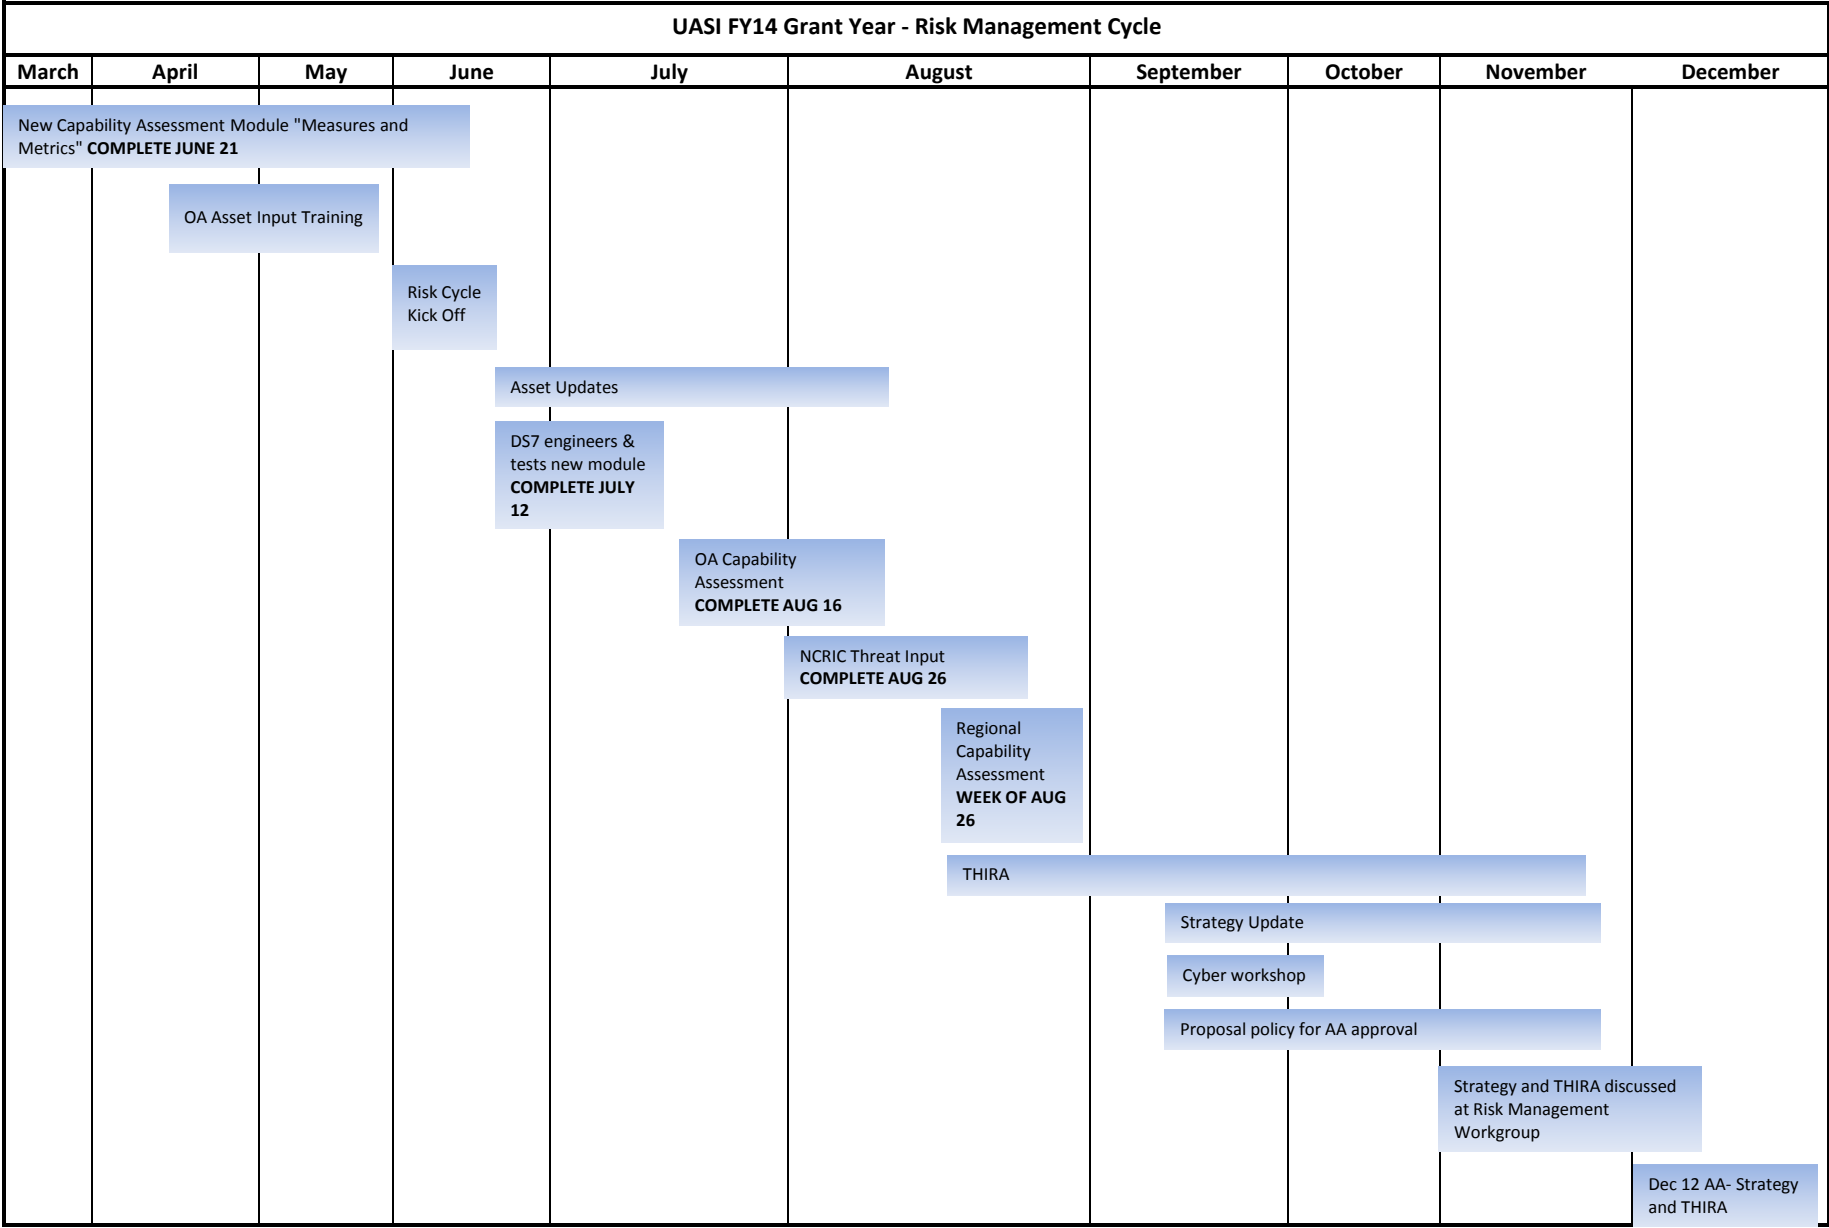 UASI FY14 Grant Year - Risk Management Cycle
March April May June July August September October November December
New Capability Assessment Module "Measures and
Metrics" COMPLETE JUNE 21
OA Asset Input Training
Risk Cycle
Kick Off
Asset Updates
DS7 engineers &
tests new module
COMPLETE JULY
12
OA Capability
Assessment
COMPLETE AUG 16
NCRIC Threat Input
COMPLETE AUG 26
Regional
Capability
Assessment
WEEK OF AUG
26
THIRA
Strategy Update
Cyber workshop
Proposal policy for AA approval
Strategy and THIRA discussed
at Risk Management
Workgroup
Dec 12 AA- Strategy
and THIRA